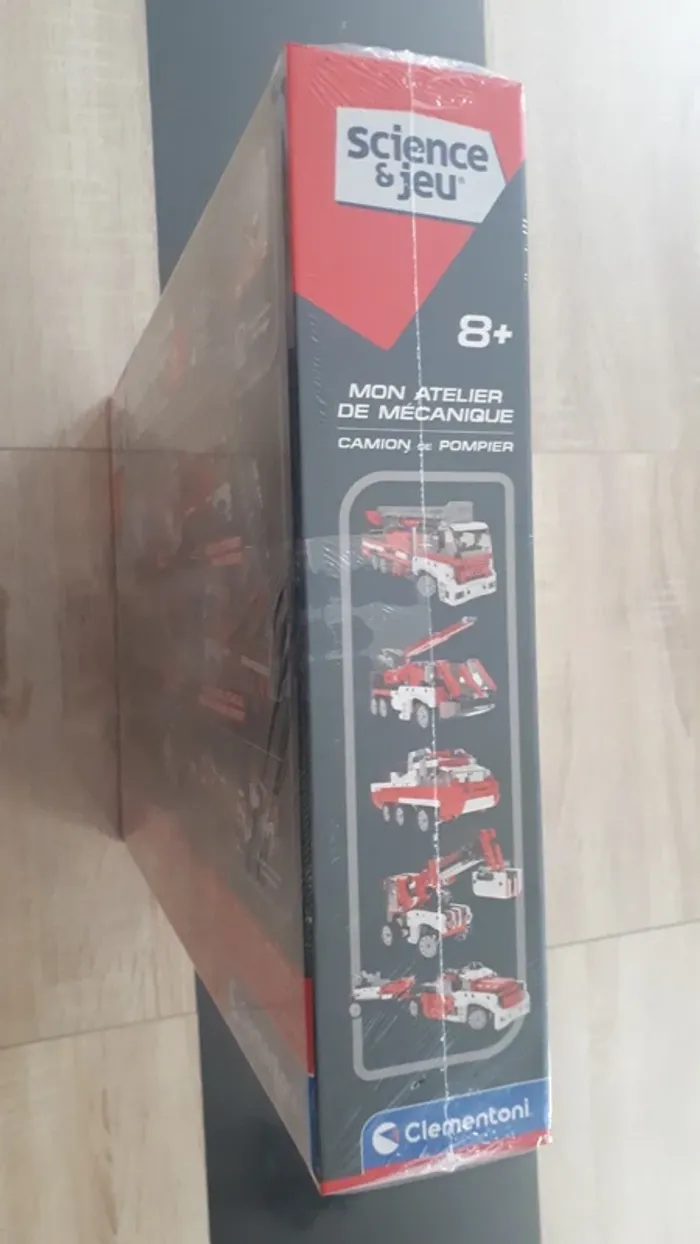 Science
& jeu®
8+
MON ATELIER
DE MÉCANIQUE
CAMION DE POMPIER
Clementoni